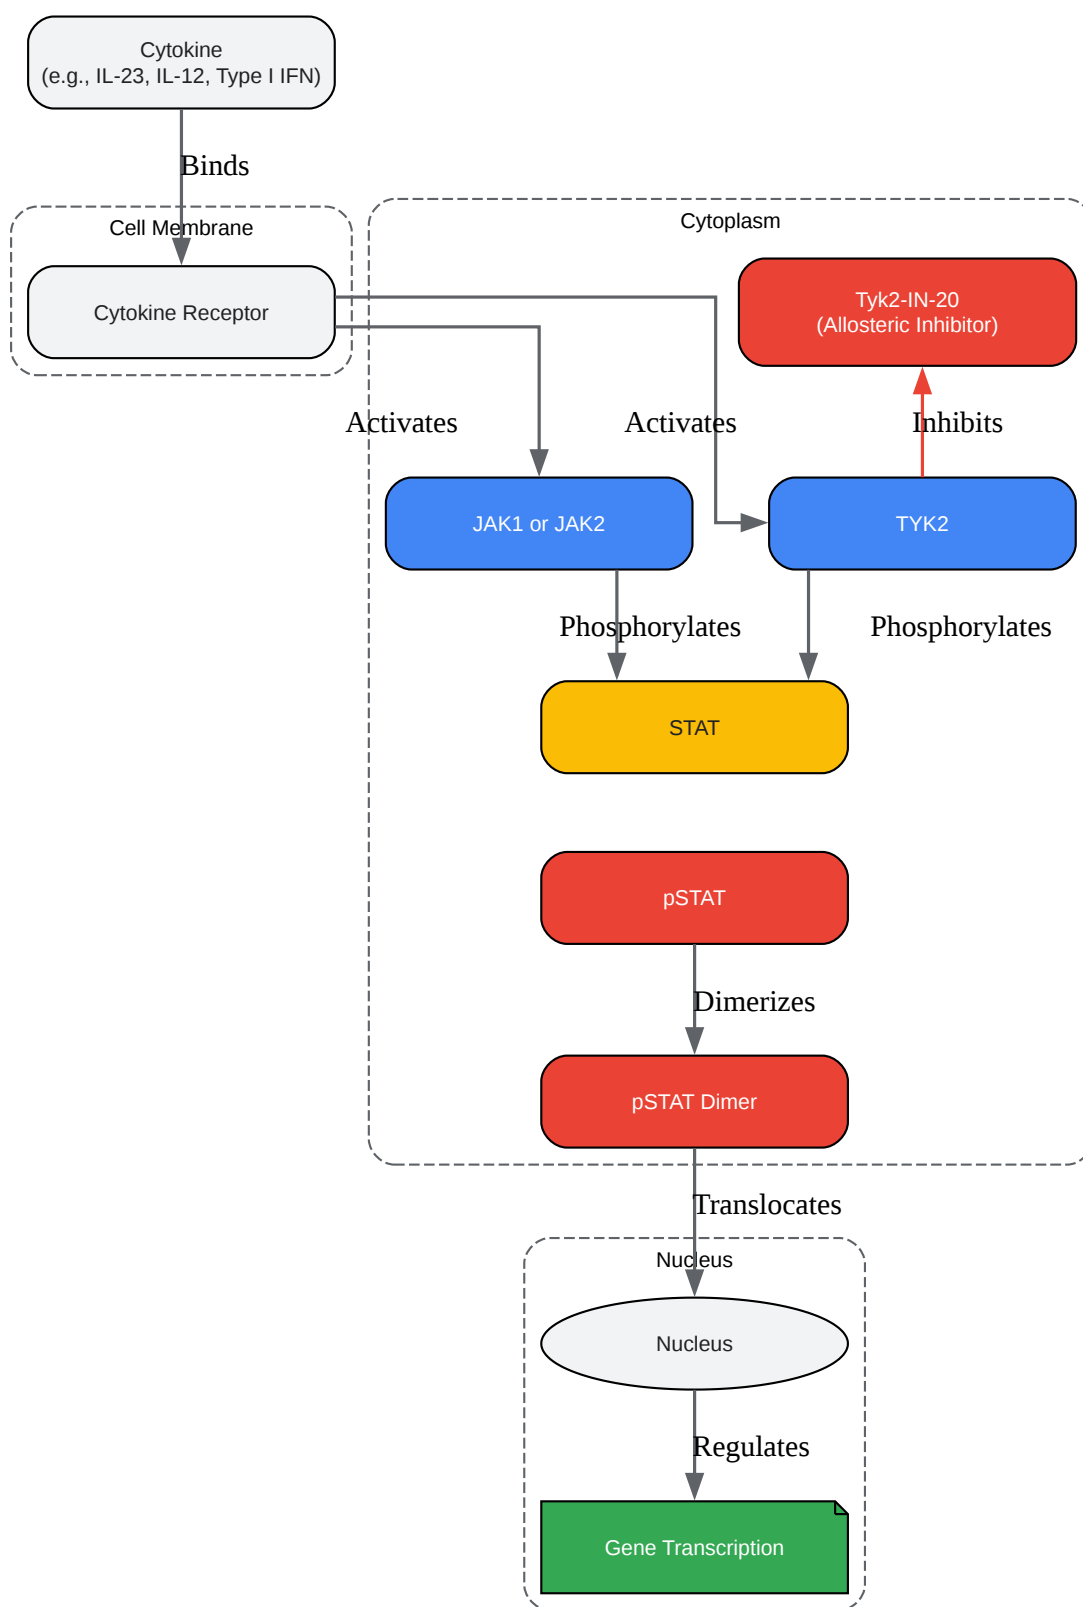 Cytokine
(e.g., IL-23, IL-12, Type I IFN)
Binds
Cell Membrane
Cytoplasm
Cytokine Receptor
Tyk2-IN-20
(Allosteric Inhibitor)
Activates
Activates
Inhibits
JAK1 or JAK2
TYK2
Phosphorylates
Phosphorylates
STAT
pSTAT
Dimerizes
pSTAT Dimer
Translocates
Nucleus
Nucleus
Regulates
Gene Transcription